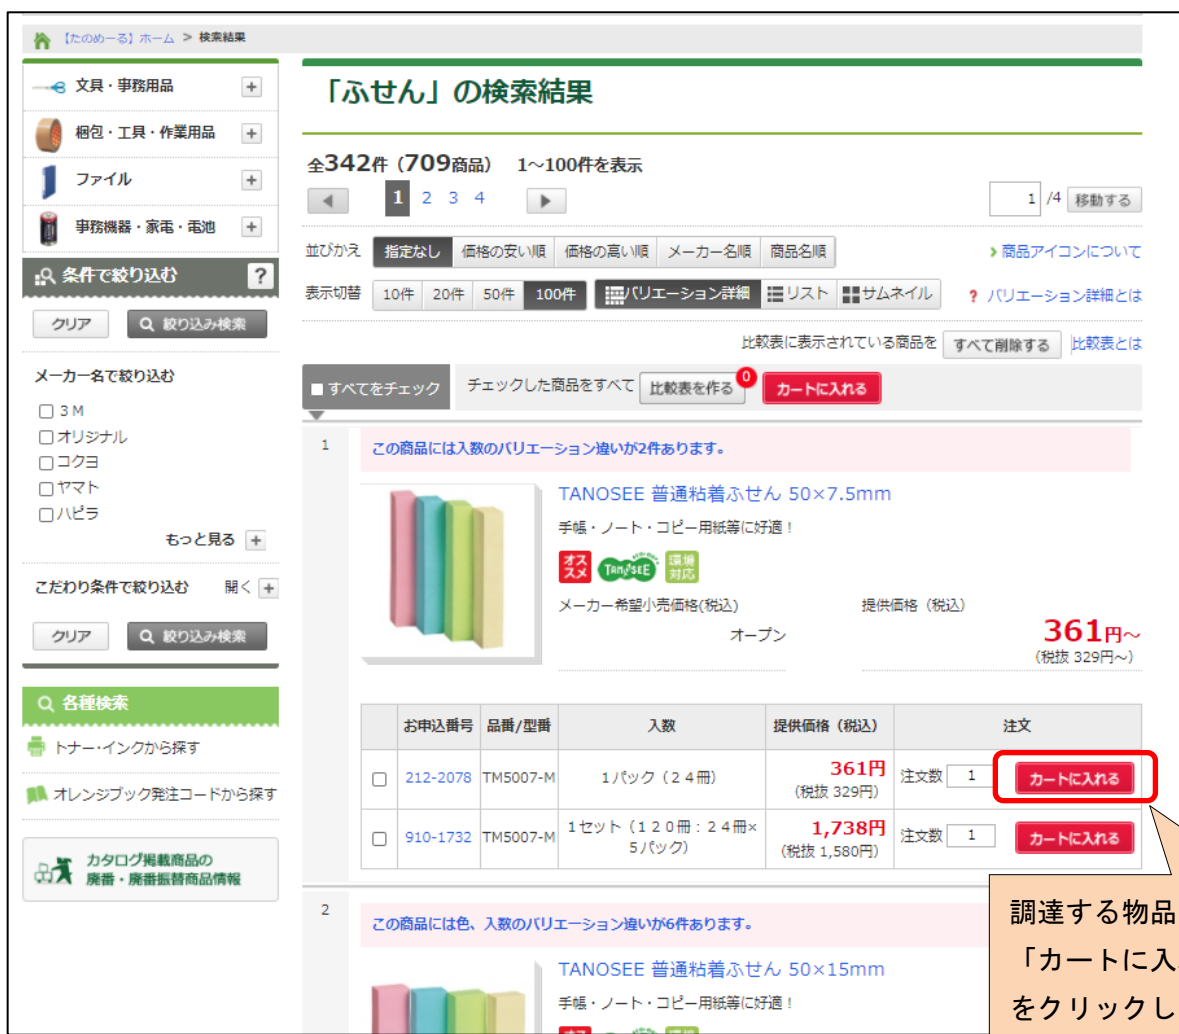 【たのめーる】ホーム > 検索結果
文具・事務用品
梱包・工具・作業用品
ファイル
事務機器・家電・電池
条件で絞り込む ?
クリア 絞り込み検索
メーカー名で絞り込む
3M
オリジナル
コクヨ
ヤマト
ハピラ
もっと見る
こだわり条件で絞り込む 開く
クリア 絞り込み検索
各種検索
トナー・インクから探す
オレンジブック発注コードから探す
カタログ掲載商品の
廃番・廃番振替商品情報
「ふせん」の検索結果
全342件（709商品） 1～100件を表示
1 2 3 4
1 /4 移動する
並びかえ 指定なし 価格の安い順 価格の高い順 メーカー名順 商品名順 商品アイコンについて
表示切替 10件 20件 50件 100件 バリエーション詳細 リスト サムネイル ? バリエーション詳細とは
比較表に表示されている商品を すべて削除する 比較表とは
すべてをチェック チェックした商品をすべて 比較表を作る 0 カートに入れる
1 この商品には入数のバリエーション違いが2件あります。
TANOSEE 普通粘着ふせん 50×7.5mm
手帳・ノート・コピー用紙等に好適！
オススメ TANOSEE 環境対応
メーカー希望小売価格(税込) 提供価格（税込）
オープン 361円～
（税抜 329円～）
お申込番号 品番/型番 入数 提供価格（税込） 注文
212-2078 TM5007-M 1パック（24冊） 361円 （税抜 329円） 注文数 1 カートに入れる
910-1732 TM5007-M 1セット（120冊：24冊×5パック） 1,738円 （税抜 1,580円） 注文数 1 カートに入れる
2 この商品には色、入数のバリエーション違いが6件あります。
TANOSEE 普通粘着ふせん 50×15mm
手帳・ノート・コピー用紙等に好適！
調達する物品
「カートに入
をクリックし